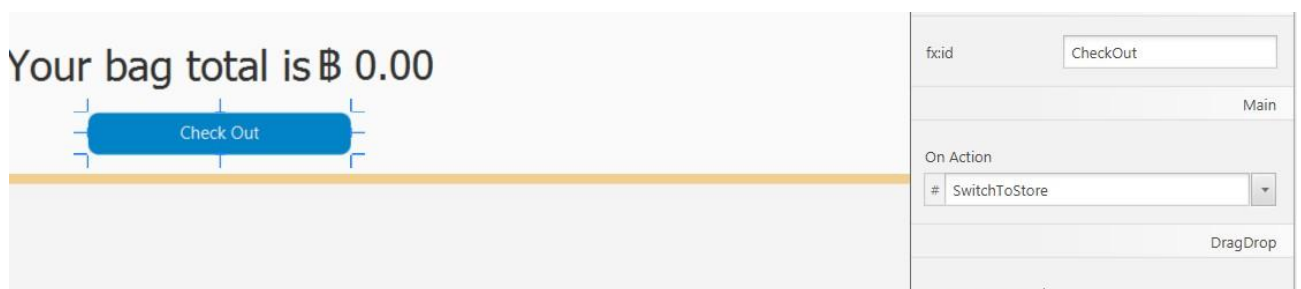 Your bag total is ฿ 0.00
Check Out
fx:id
CheckOut
Main
On Action
# SwitchToStore
DragDrop